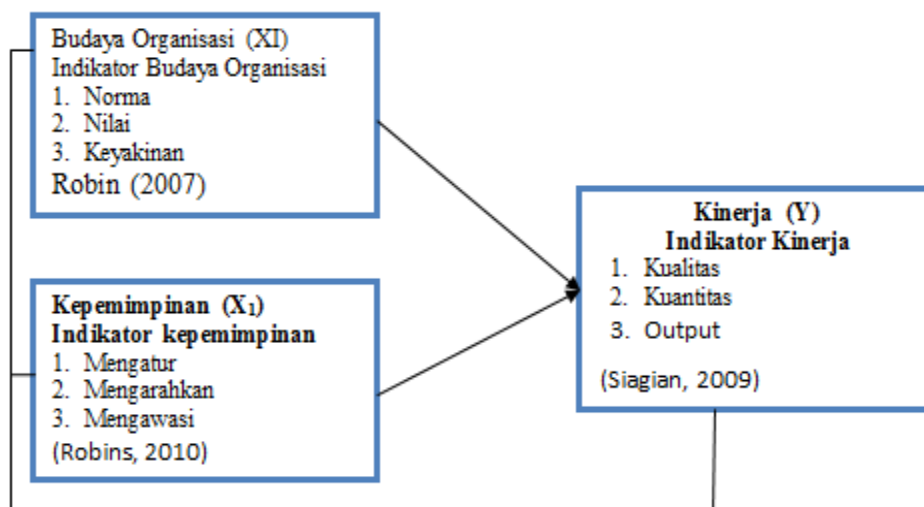 Budaya Organisasi (XI)
Indikator Budaya Organisasi
1. Norma
2. Nilai
3. Keyakinan
Robin (2007)
Kepemimpinan (X₁)
Indikator kepemimpinan
1. Mengatur
2. Mengarahkan
3. Mengawasi
(Robins, 2010)
Kinerja (Y)
Indikator Kinerja
1. Kualitas
2. Kuantitas
3. Output
(Siagian, 2009)